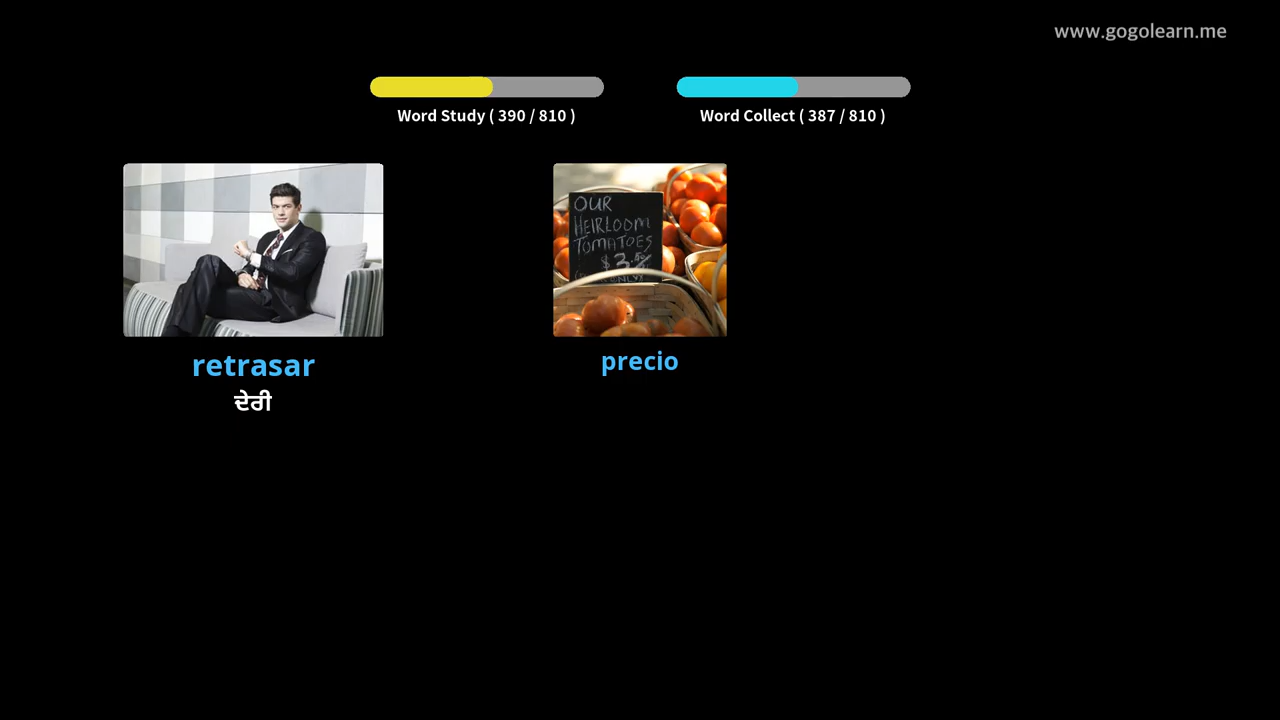 www.gogolearn.me
Word Study ( 390 / 810 )
Word Collect ( 387 / 810 )
OUR
HEIRLOOM
TOMATOES
retrasar
precio
ਦੇਰੀ